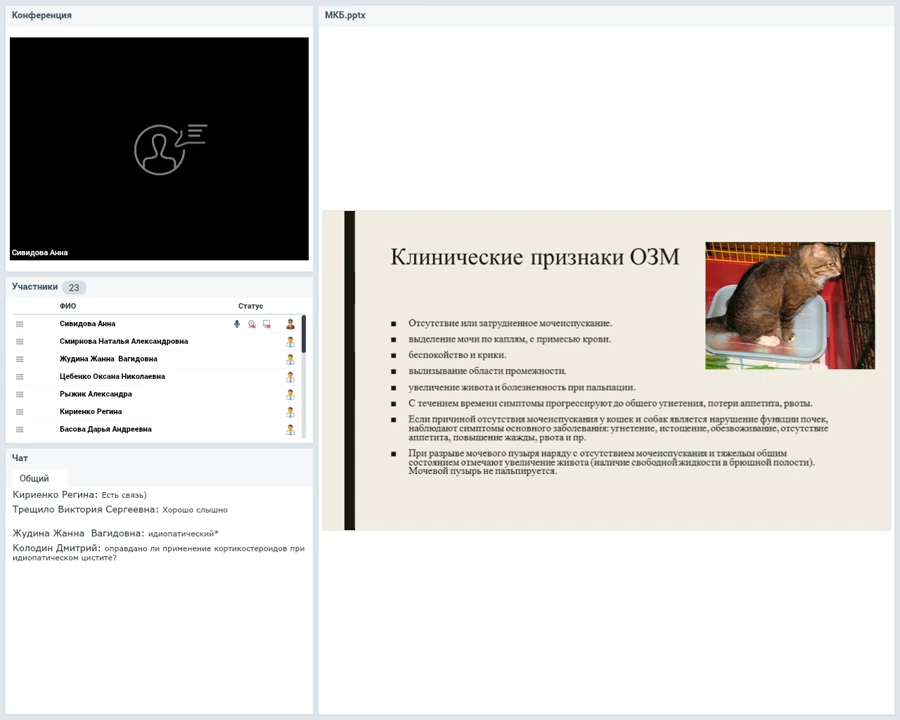 Конференция
Сивидова Анна
Участники 23
ФИО Статус
Сивидова Анна
Смирнова Наталья Александровна
Жудина Жанна Вагидовна
Цебенко Оксана Николаевна
Рыжик Александра
Кириенко Регина
Басова Дарья Андреевна
Чат
Общий
Кириенко Регина: Есть связь)
Трещило Виктория Сергеевна: Хорошо слышно
Жудина Жанна Вагидовна: идиопатический*
Колодин Дмитрий: оправдано ли применение кортикостероидов при
идиопатическом цистите?
МКБ.pptx
Клинические признаки ОЗМ
■ Отсутствие или затрудненное мочеиспускание.
■ выделение мочи по каплям, с примесью крови.
■ беспокойство и крики.
■ вылизывание области промежности.
■ увеличение живота и болезненность при пальпации.
■ С течением времени симптомы прогрессируют до общего угнетения, потери аппетита, рвоты.
■ Если причиной отсутствия мочеиспускания у кошек и собак является нарушение функции почек,
наблюдают симптомы основного заболевания: угнетение, истощение, обезвоживание, отсутствие
аппетита, повышение жажды, рвота и пр.
■ При разрыве мочевого пузыря наряду с отсутствием мочеиспускания и тяжелым общим
состоянием отмечают увеличение живота (наличие свободной жидкости в брюшной полости).
Мочевой пузырь не пальпируется.